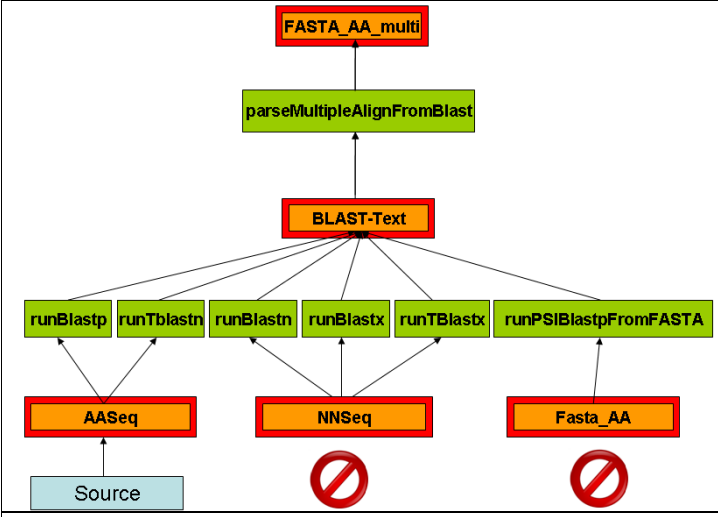 FASTA_AA_multi
parseMultipleAlignFromBlast
BLAST-Text
runBlastp
runTblastn
runBlastn
runBlastx
runTBlastx
runPSIBlastpFromFASTA
AASeq
NNSeq
Fasta_AA
Source